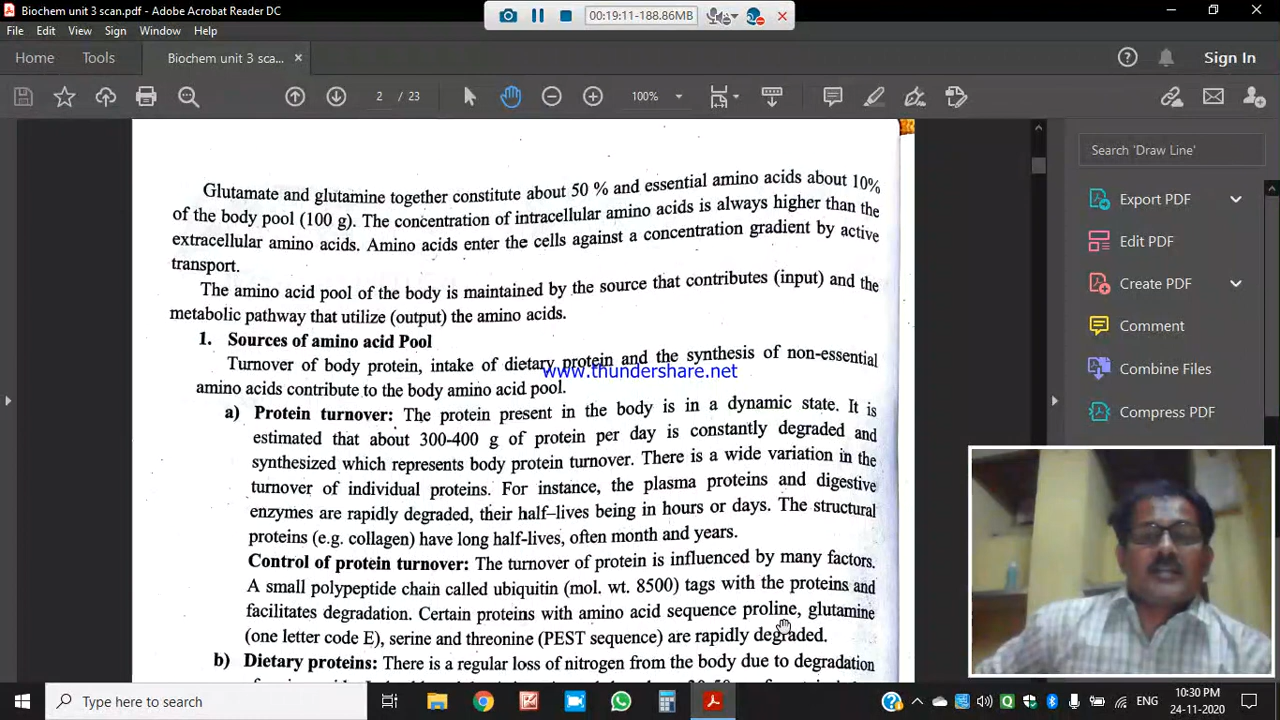 Biochem unit 3 scan.pdf - Adobe Acrobat Reader DC
00:19:11-188.86MB
File Edit View Sign Window Help
Home Tools Biochem unit 3 sca... × Sign In
2 / 23 100%
Search 'Draw Line'
Export PDF
Edit PDF
Create PDF
Comment
Combine Files
Compress PDF
Glutamate and glutamine together constitute about 50 % and essential amino acids about 10%
of the body pool (100 g). The concentration of intracellular amino acids is always higher than the
extracellular amino acids. Amino acids enter the cells against a concentration gradient by active
transport.
The amino acid pool of the body is maintained by the source that contributes (input) and the
metabolic pathway that utilize (output) the amino acids.
1. Sources of amino acid Pool
Turnover of body protein, intake of dietary protein and the synthesis of non-essential
www.thundershare.net
amino acids contribute to the body amino acid pool.
a) Protein turnover: The protein present in the body is in a dynamic state. It is
estimated that about 300-400 g of protein per day is constantly degraded and
synthesized which represents body protein turnover. There is a wide variation in the
turnover of individual proteins. For instance, the plasma proteins and digestive
enzymes are rapidly degraded, their half–lives being in hours or days. The structural
proteins (e.g. collagen) have long half-lives, often month and years.
Control of protein turnover: The turnover of protein is influenced by many factors.
A small polypeptide chain called ubiquitin (mol. wt. 8500) tags with the proteins and
facilitates degradation. Certain proteins with amino acid sequence proline, glutamine
(one letter code E), serine and threonine (PEST sequence) are rapidly degraded.
b) Dietary proteins: There is a regular loss of nitrogen from the body due to degradation
Type here to search
ENG
10:30 PM
24-11-2020